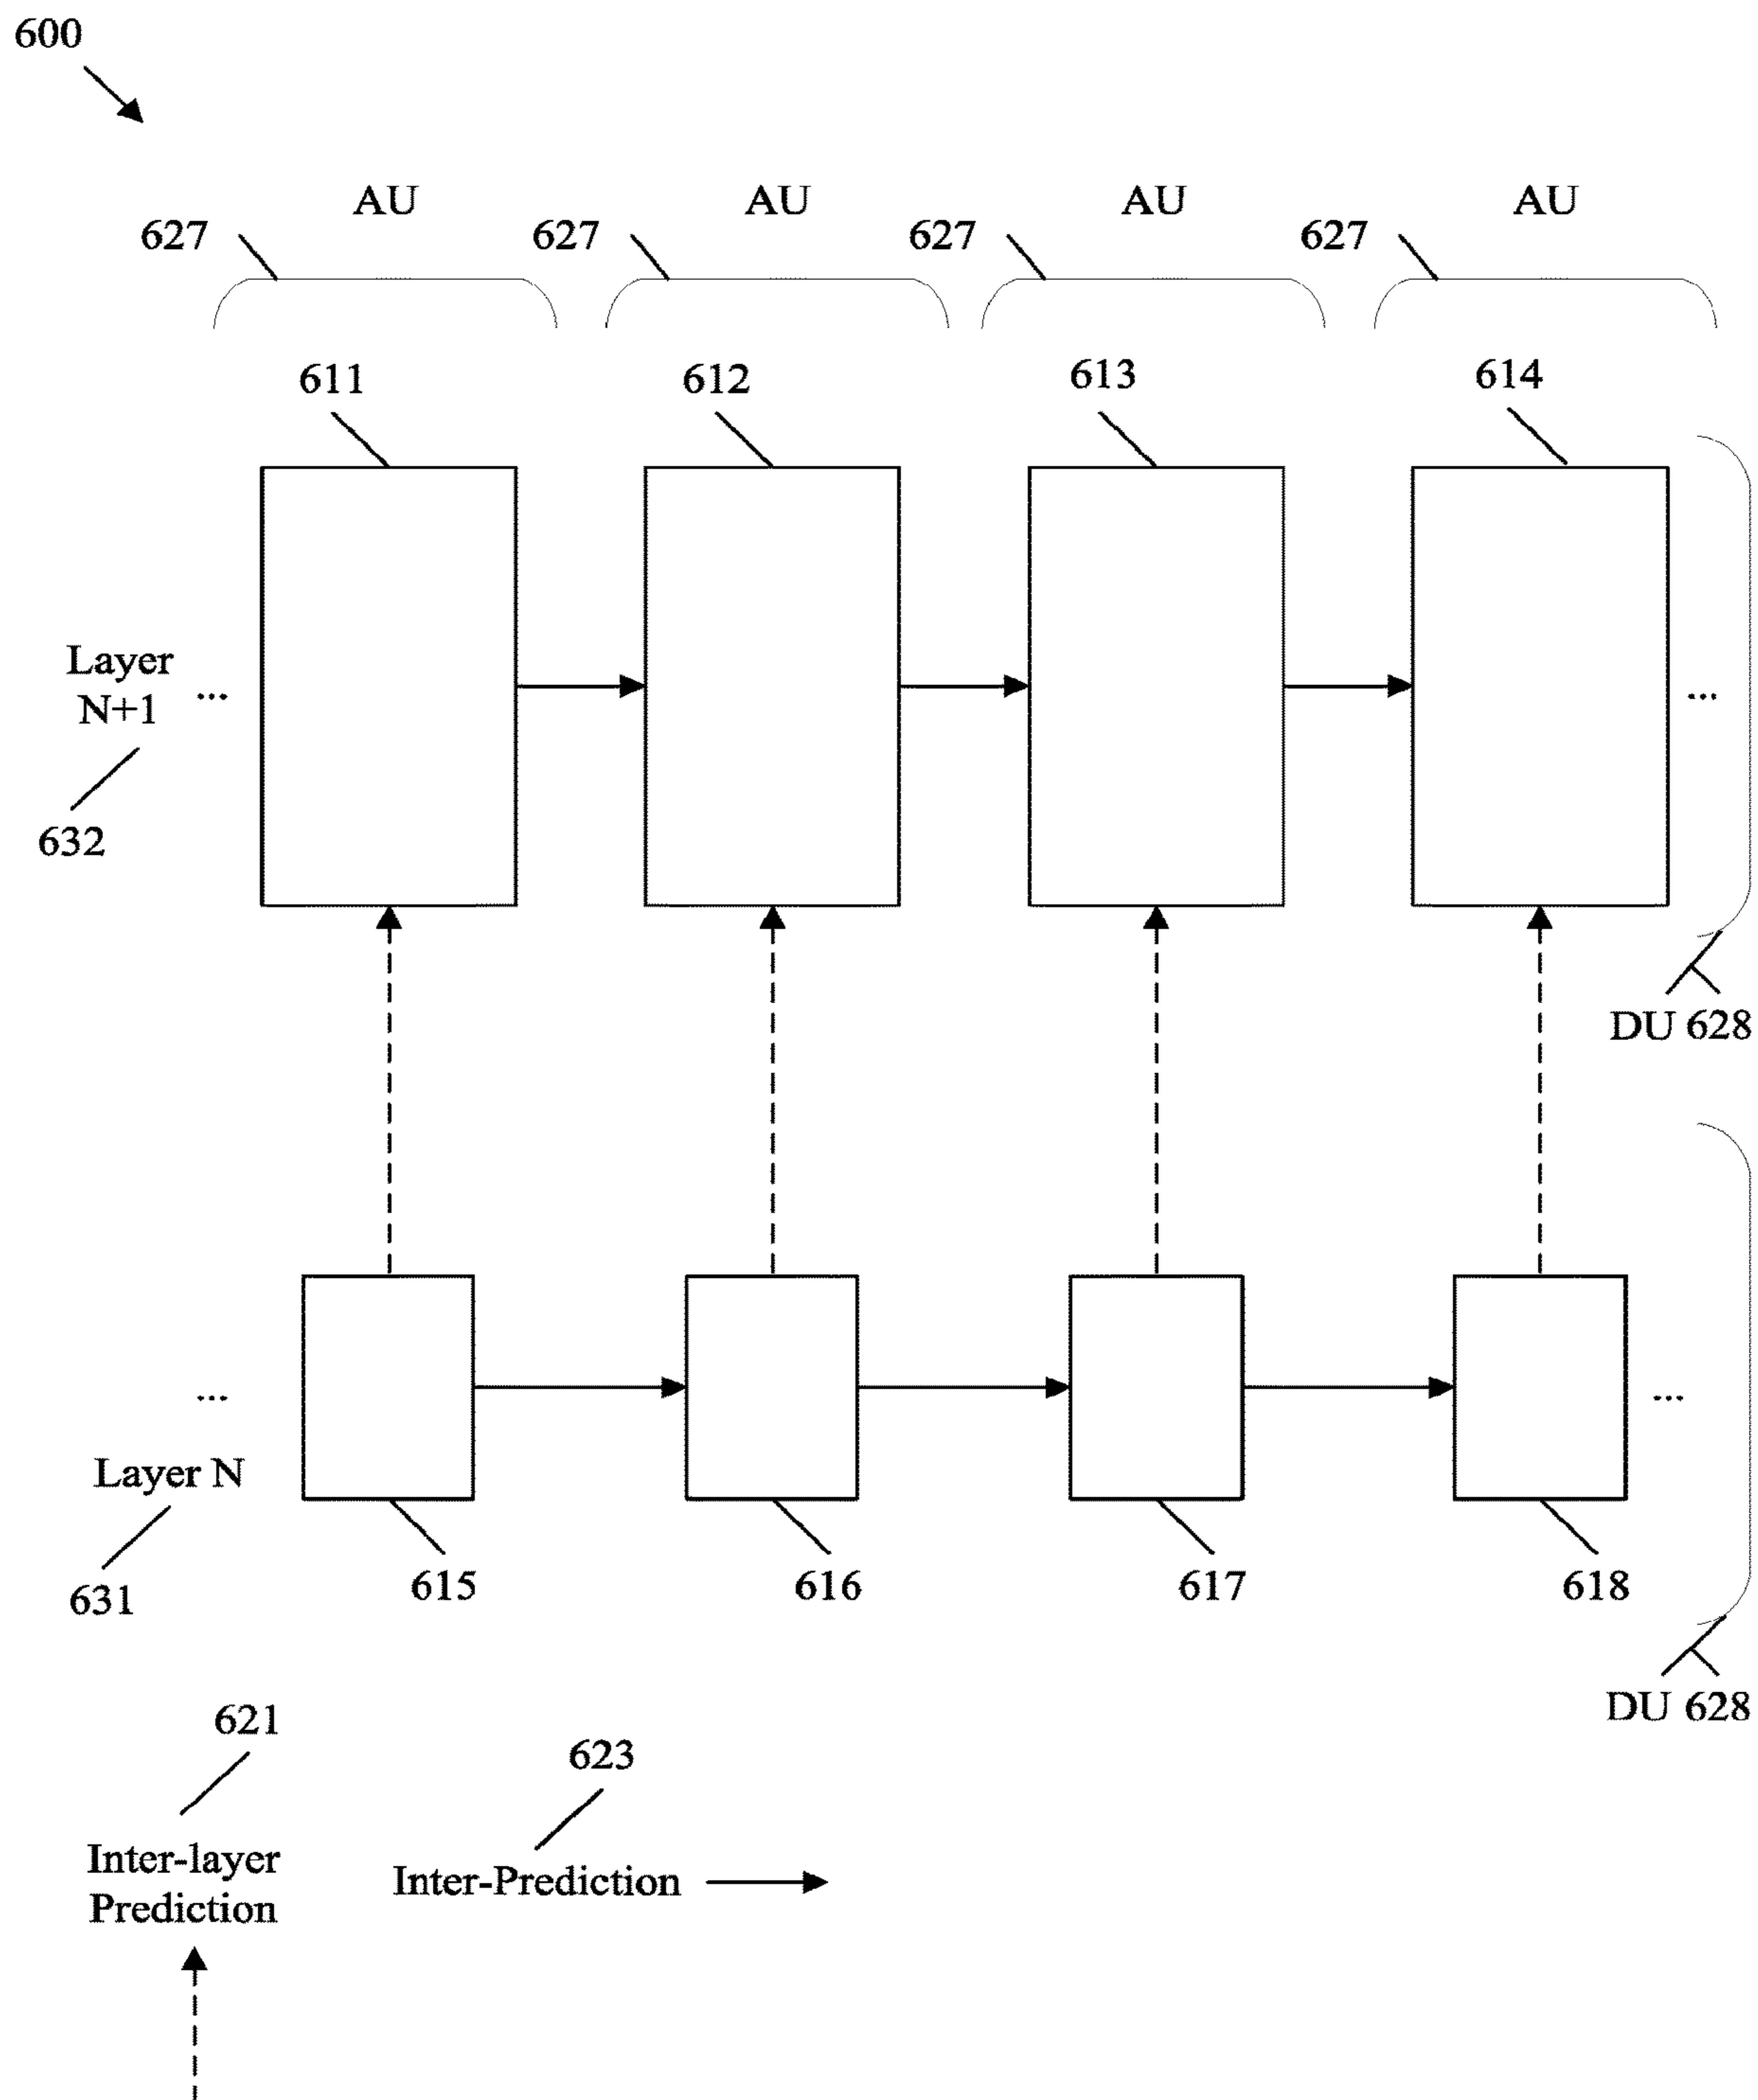 600
AU AU AU AU
627 627 627 627
611 612 613 614
Layer
N+1 ... ...
632
DU 628
... ...
Layer N
631 615 616 617 618
DU 628
621
623
Inter-layer
Prediction
Inter-Prediction